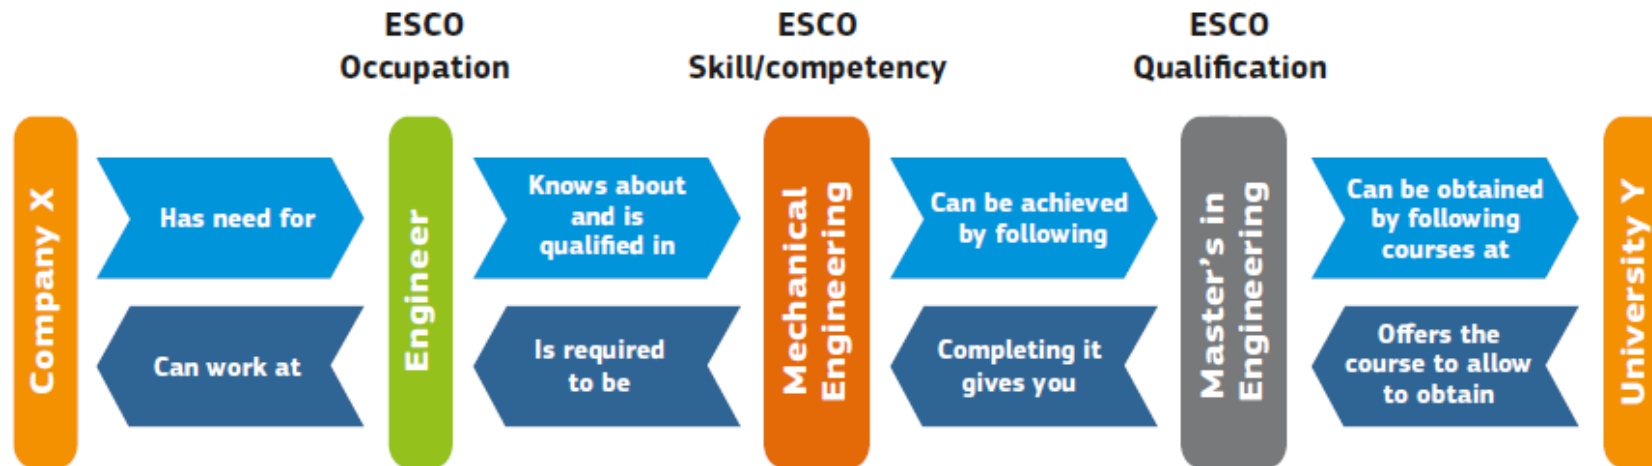 ESCO
Occupation
ESCO
Skill/competency
ESCO
Qualification
Company X
Has need for
Can work at
Engineer
Knows about
and is
qualified in
Is required
to be
Mechanical
Engineering
Can be achieved
by following
Completing it
gives you
Master's in
Engineering
Can be obtained
by following
courses at
Offers the
course to allow
to obtain
University Y